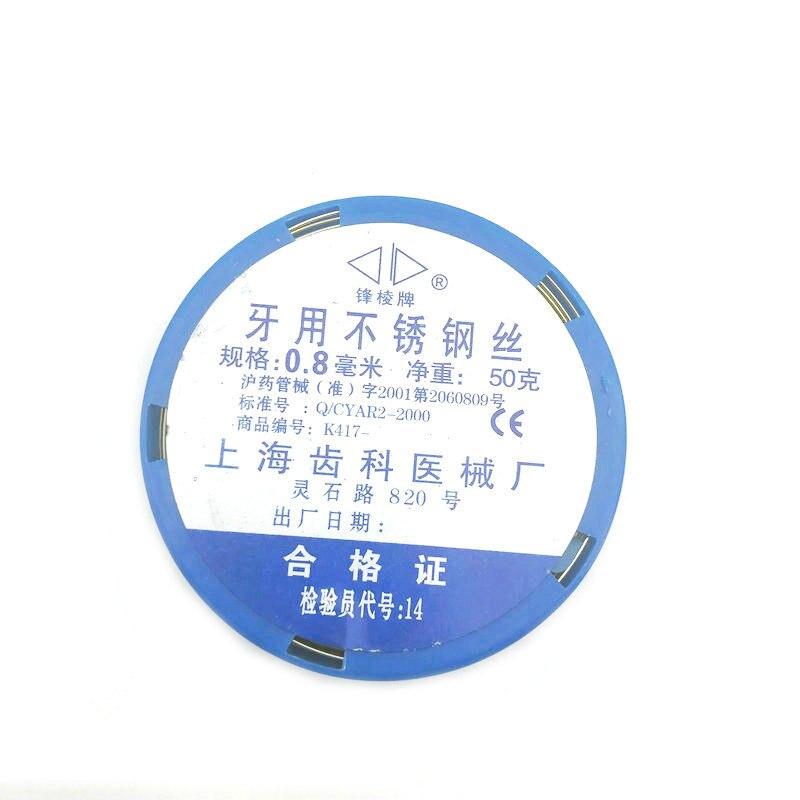 ®
锋棱牌
牙用不锈钢丝
规格:0.8毫米 净重: 50克
沪药管械(准)字2001第2060809号
标准号 : Q/CYAR2-2000
商品编号: K417-
CE
上海齿科医械厂
灵石路 820 号
出厂日期:
合格证
检验员代号:14